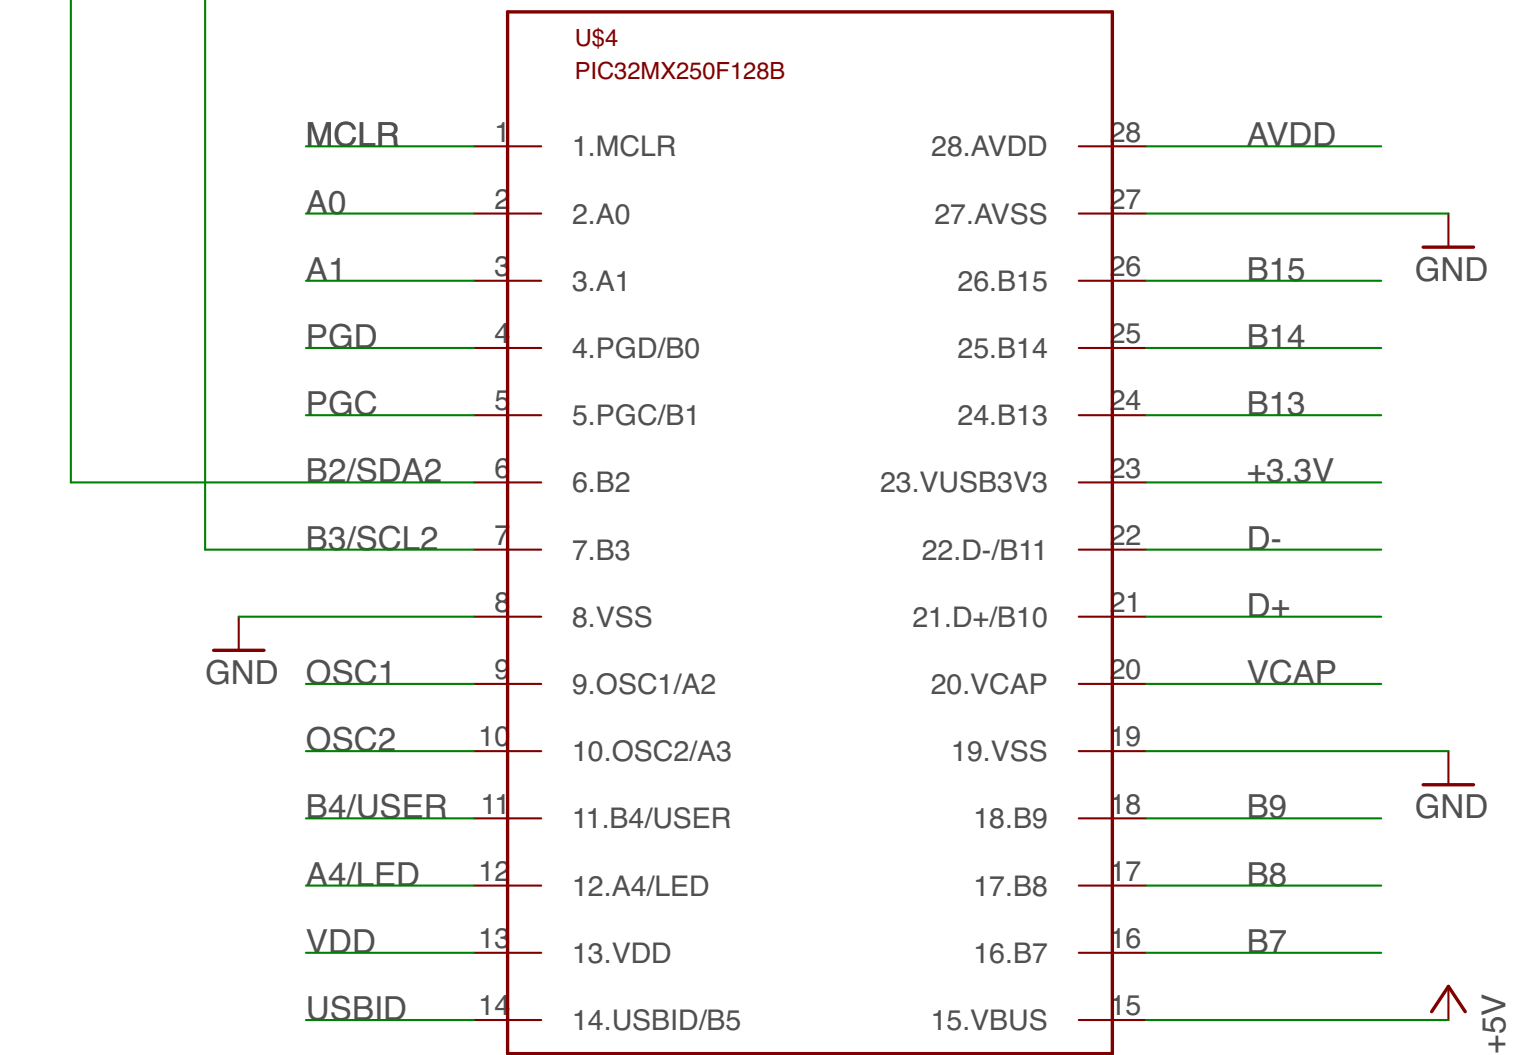 U$4
PIC32MX250F128B
MCLR 1 1.MCLR 28.AVDD 28 AVDD
A0 2 2.A0 27.AVSS 27
GND
A1 3 3.A1 26.B15 26 B15
PGD 4 4.PGD/B0 25.B14 25 B14
PGC 5 5.PGC/B1 24.B13 24 B13
B2/SDA2 6 6.B2 23.VUSB3V3 23 +3.3V
B3/SCL2 7 7.B3 22.D-/B11 22 D-
8 8.VSS 21.D+/B10 21 D+
GND OSC1 9 9.OSC1/A2 20.VCAP 20 VCAP
OSC2 10 10.OSC2/A3 19.VSS 19
GND
B4/USER 11 11.B4/USER 18.B9 18 B9
A4/LED 12 12.A4/LED 17.B8 17 B8
VDD 13 13.VDD 16.B7 16 B7
USBID 14 14.USBID/B5 15.VBUS 15 +5V